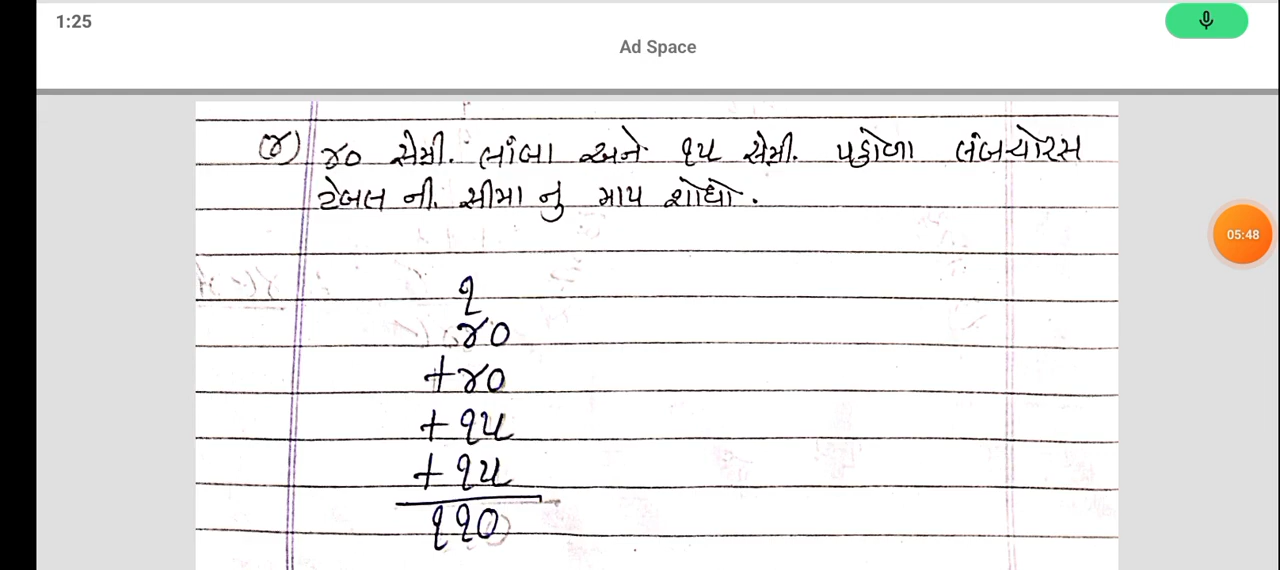 1:25
Ad Space
05:48
(૪) ૪૦ સેમી. લાંબા અને ૧૫ સેમી. પહોળા લંબચોરસ
ટેબલ ની સીમા નું માપ શોધો.
૧
૪૦
+૪૦
+૧૫
+૧૫
૧૧૦